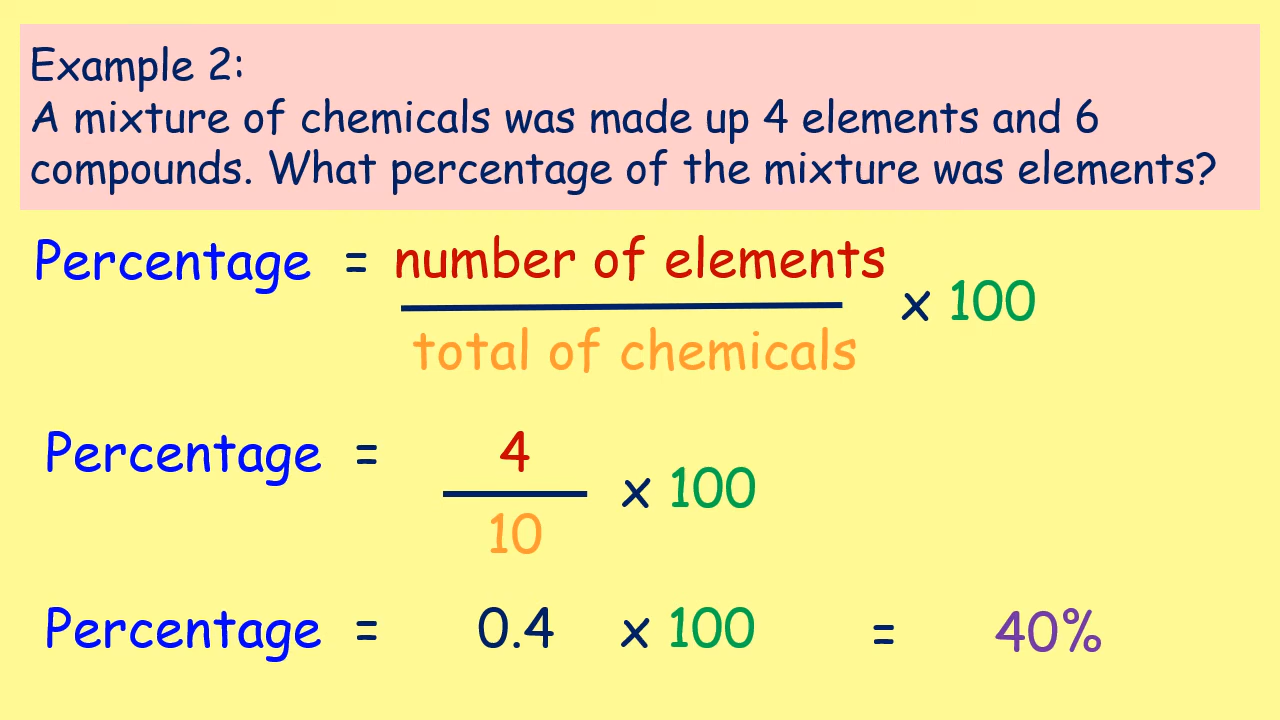 Example 2:
A mixture of chemicals was made up 4 elements and 6
compounds. What percentage of the mixture was elements?
Percentage = number of elements
x 100
total of chemicals
Percentage = 4
x 100
10
Percentage = 0.4 x 100 = 40%